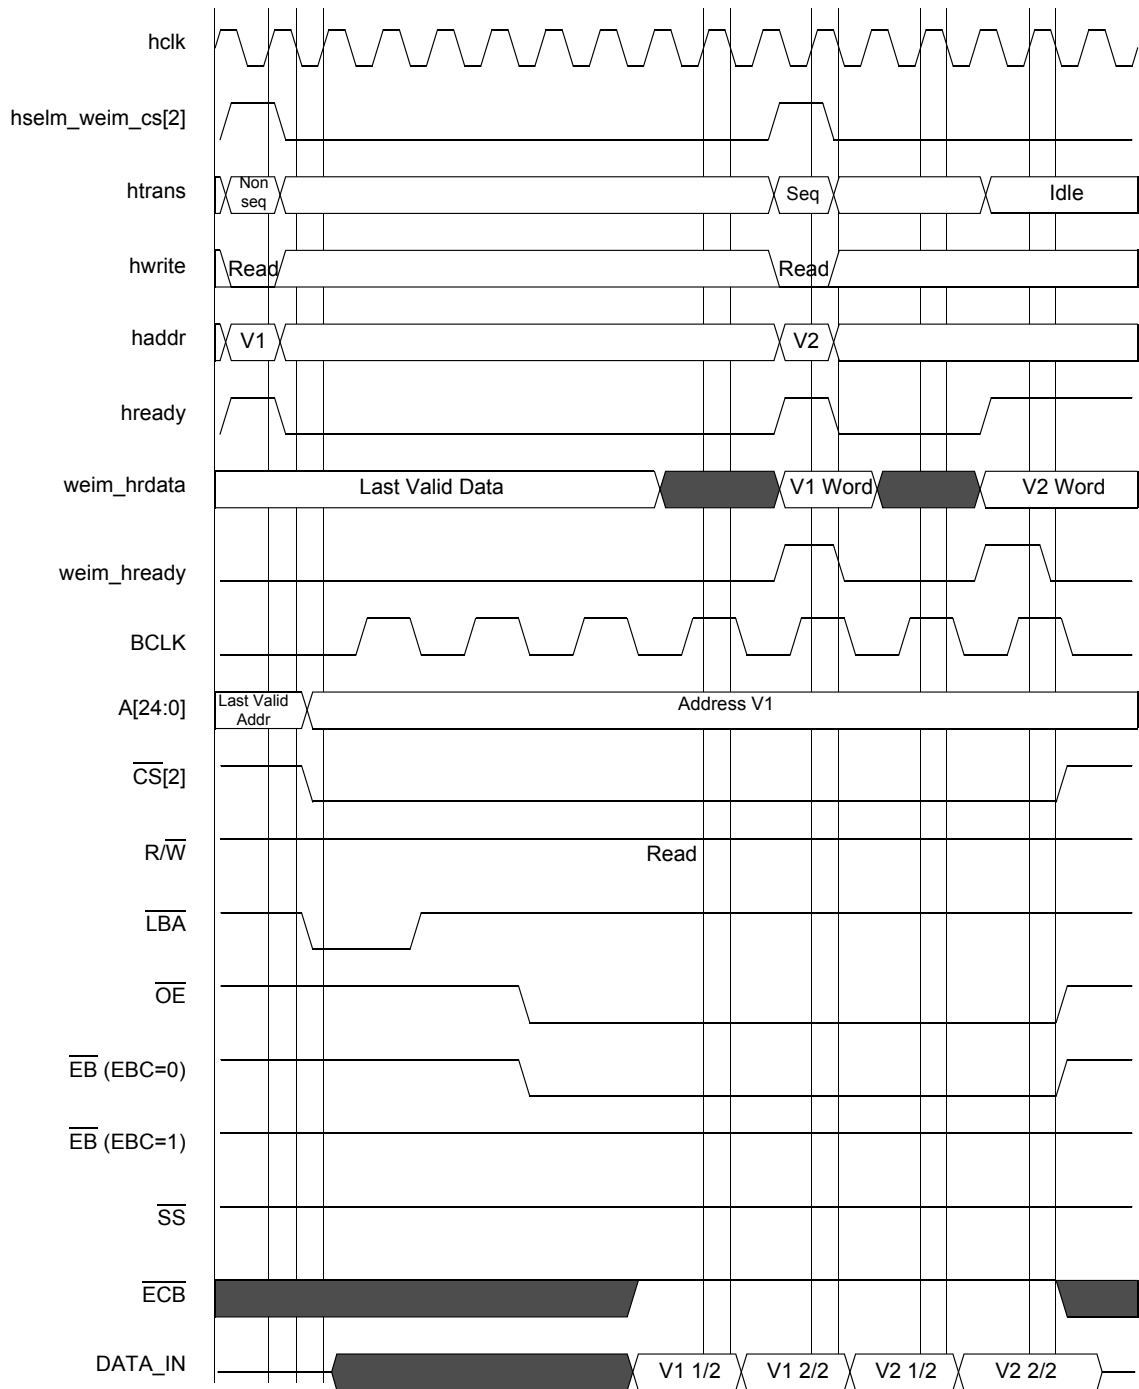 hclk
hselm_weim_cs[2]
htrans
Non
seq
Seq
Idle
hwrite
Read
Read
haddr
V1
V2
hready
weim_hrdata
Last Valid Data
V1 Word
V2 Word
weim_hready
BCLK
A[24:0]
Last Valid
Addr
Address V1
CS[2]
R/W
Read
LBA
OE
EB (EBC=0)
EB (EBC=1)
SS
ECB
DATA_IN
V1 1/2
V1 2/2
V2 1/2
V2 2/2